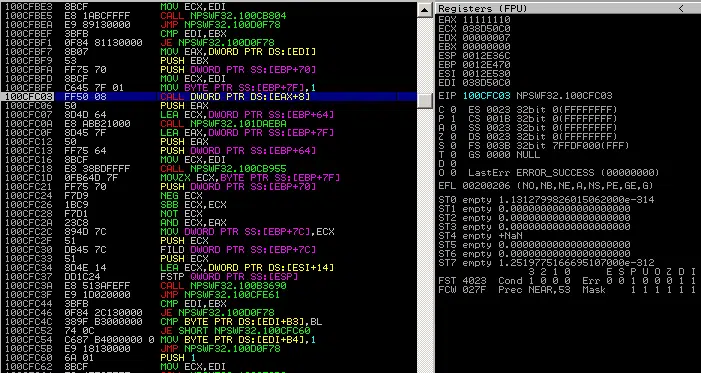 100CFBE3 8BCF MOV ECX,EDI
100CFBE5 E8 1ABCFFFF CALL NPSWF32.100CB804
100CFBEA E9 89130000 JMP NPSWF32.100D0F78
100CFBEF 3BFB CMP EDI,EBX
100CFBF1 0F84 81130000 JE NPSWF32.100D0F78
100CFBF7 8B07 MOV EAX,DWORD PTR DS:[EDI]
100CFBF9 53 PUSH EBX
100CFBFA FF75 70 PUSH DWORD PTR SS:[EBP+70]
100CFBFD 8BCF MOV ECX,EDI
100CFBFF C645 7F 01 MOV BYTE PTR SS:[EBP+7F],1
100CFC03 FF50 08 CALL DWORD PTR DS:[EAX+8]
100CFC06 50 PUSH EAX
100CFC07 8D4D 64 LEA ECX,DWORD PTR SS:[EBP+64]
100CFC0A E8 ABB21000 CALL NPSWF32.101DAEBA
100CFC0F 8D45 7F LEA EAX,DWORD PTR SS:[EBP+7F]
100CFC12 50 PUSH EAX
100CFC13 FF75 64 PUSH DWORD PTR SS:[EBP+64]
100CFC16 8BCF MOV ECX,EDI
100CFC18 E8 38BDFFFF CALL NPSWF32.100CB955
100CFC1D 0FB64D 7F MOVZX ECX,BYTE PTR SS:[EBP+7F]
100CFC21 FF75 70 PUSH DWORD PTR SS:[EBP+70]
100CFC24 F7D9 NEG ECX
100CFC26 1BC9 SBB ECX,ECX
100CFC28 F7D1 NOT ECX
100CFC2A 23C8 AND ECX,EAX
100CFC2C 894D 7C MOV DWORD PTR SS:[EBP+7C],ECX
100CFC2F 51 PUSH ECX
100CFC30 DB45 7C FILD DWORD PTR SS:[EBP+7C]
100CFC33 51 PUSH ECX
100CFC34 8D4E 14 LEA ECX,DWORD PTR DS:[ESI+14]
100CFC37 DD1C24 FSTP QWORD PTR SS:[ESP]
100CFC3A E8 513AFEFF CALL NPSWF32.100B3690
100CFC3F E9 1D020000 JMP NPSWF32.100CFE61
100CFC44 3BFB CMP EDI,EBX
100CFC46 0F84 2C130000 JE NPSWF32.100D0F78
100CFC4C 389F B3000000 CMP BYTE PTR DS:[EDI+B3],BL
100CFC52 74 0C JE SHORT NPSWF32.100CFC60
100CFC54 C687 B4000000 0 MOV BYTE PTR DS:[EDI+B4],1
100CFC5B E9 18130000 JMP NPSWF32.100D0F78
100CFC60 6A 01 PUSH 1
100CFC62 8BCF MOV ECX,EDI
Registers (FPU) <
EAX 11111110
ECX 038D50C0
EDX 00000007
EBX 00000000
ESP 0012E36C
EBP 0012E470
ESI 0012E530
EDI 038D50C0
EIP 100CFC03 NPSWF32.100CFC03
C 0 ES 0023 32bit 0(FFFFFFFF)
P 1 CS 001B 32bit 0(FFFFFFFF)
A 0 SS 0023 32bit 0(FFFFFFFF)
Z 0 DS 0023 32bit 0(FFFFFFFF)
S 0 FS 003B 32bit 7FFDF000(FFF)
T 0 GS 0000 NULL
D 0
O 0 LastErr ERROR_SUCCESS (00000000)
EFL 00200206 (NO,NB,NE,A,NS,PE,GE,G)
ST0 empty 1.1312799826015062000e-314
ST1 empty 0.0000000000000000000
ST2 empty 0.0000000000000000000
ST3 empty 0.0000000000000000000
ST4 empty +NaN
ST5 empty 0.0000000000000000000
ST6 empty 0.0000000000000000000
ST7 empty 1.2519775166695107000e-312
3 2 1 0 E S P U O Z D I
FST 4023 Cond 1 0 0 0 Err 0 0 1 0 0 0 1 1
FCW 027F Prec NEAR,53 Mask 1 1 1 1 1 1